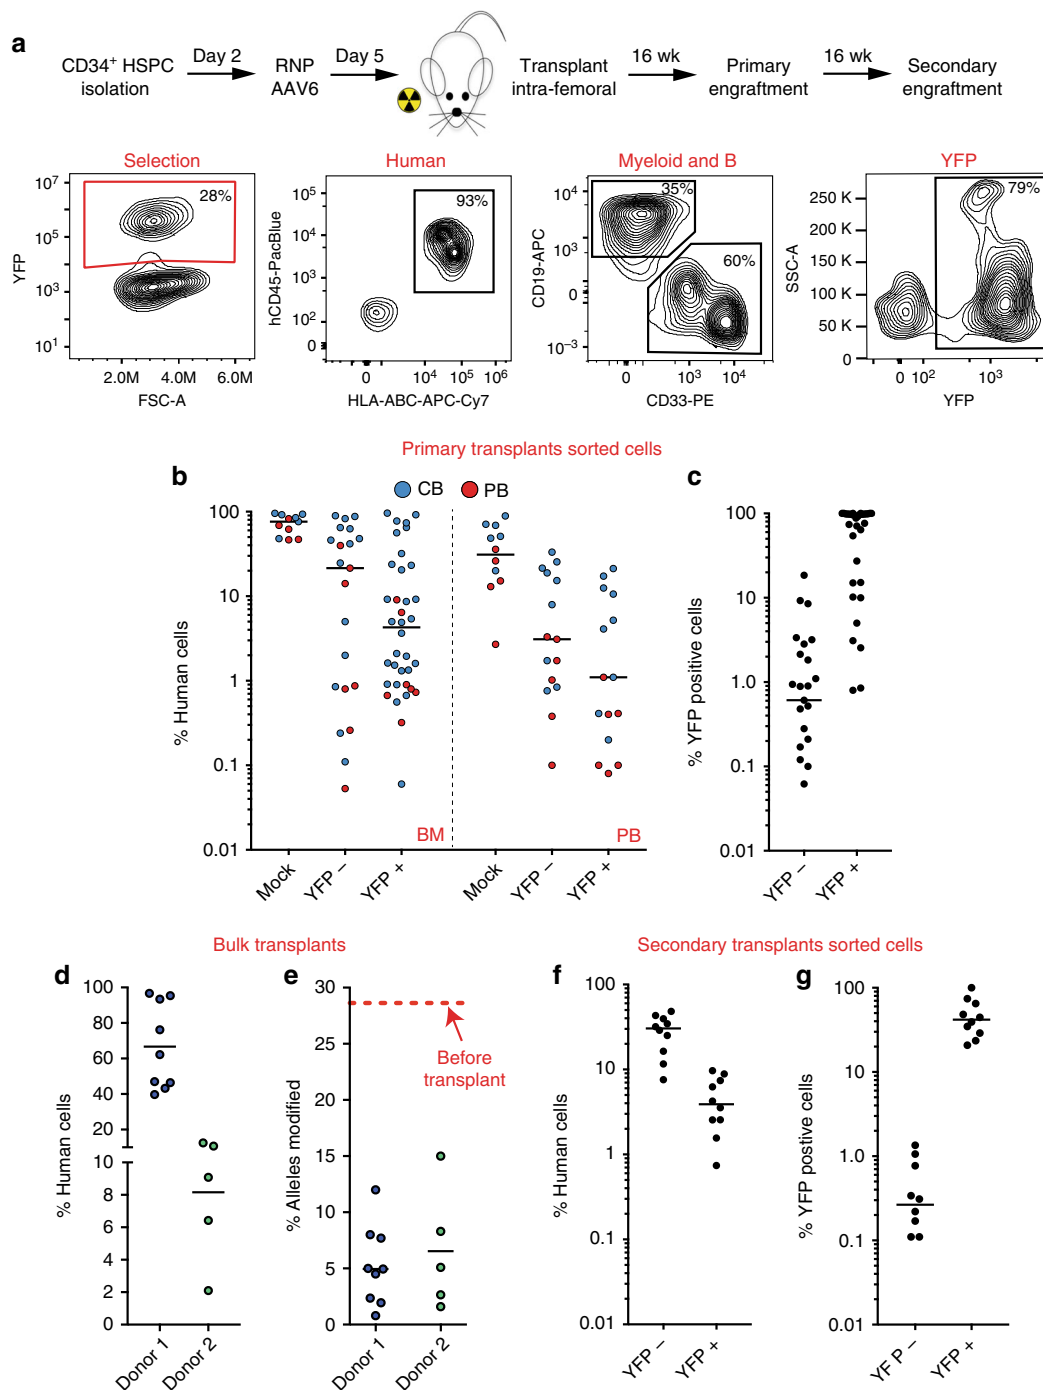 a
CD34+ HSPC isolation
Day 2
RNP AAV6
Day 5
Transplant intra-femoral
16 wk
Primary engraftment
16 wk
Secondary engraftment
Selection
28%
YFP
10^7
10^5
10^3
10^1
2.0M 4.0M 6.0M
FSC-A
Human
93%
hCD45-PacBlue
10^5
10^4
10^3
10^2
0
0 10^4 10^5 10^6
HLA-ABC-APC-Cy7
Myeloid and B
35%
60%
CD19-APC
10^4
10^3
0
10^–3
0 10^3 10^4
CD33-PE
YFP
79%
SSC-A
250 K
200 K
150 K
100 K
50 K
0
0 10^2 10^3
YFP
Primary transplants sorted cells
b
CB PB
% Human cells
100
10
1
0.1
0.01
BM
PB
Mock YFP – YFP + Mock YFP – YFP +
c
% YFP positive cells
100
10
1.0
0.1
0.01
YFP – YFP +
Bulk transplants
d
% Human cells
100
80
60
40
20
10
8
6
4
2
0
Donor 1 Donor 2
e
% Alleles modified
30
25
20
15
10
5
0
Before transplant
Donor 1 Donor 2
Secondary transplants sorted cells
f
% Human cells
100
10
1
0.1
0.01
YFP – YFP +
g
% YFP postive cells
100
10
1.0
0.1
0.01
YF P – YFP +